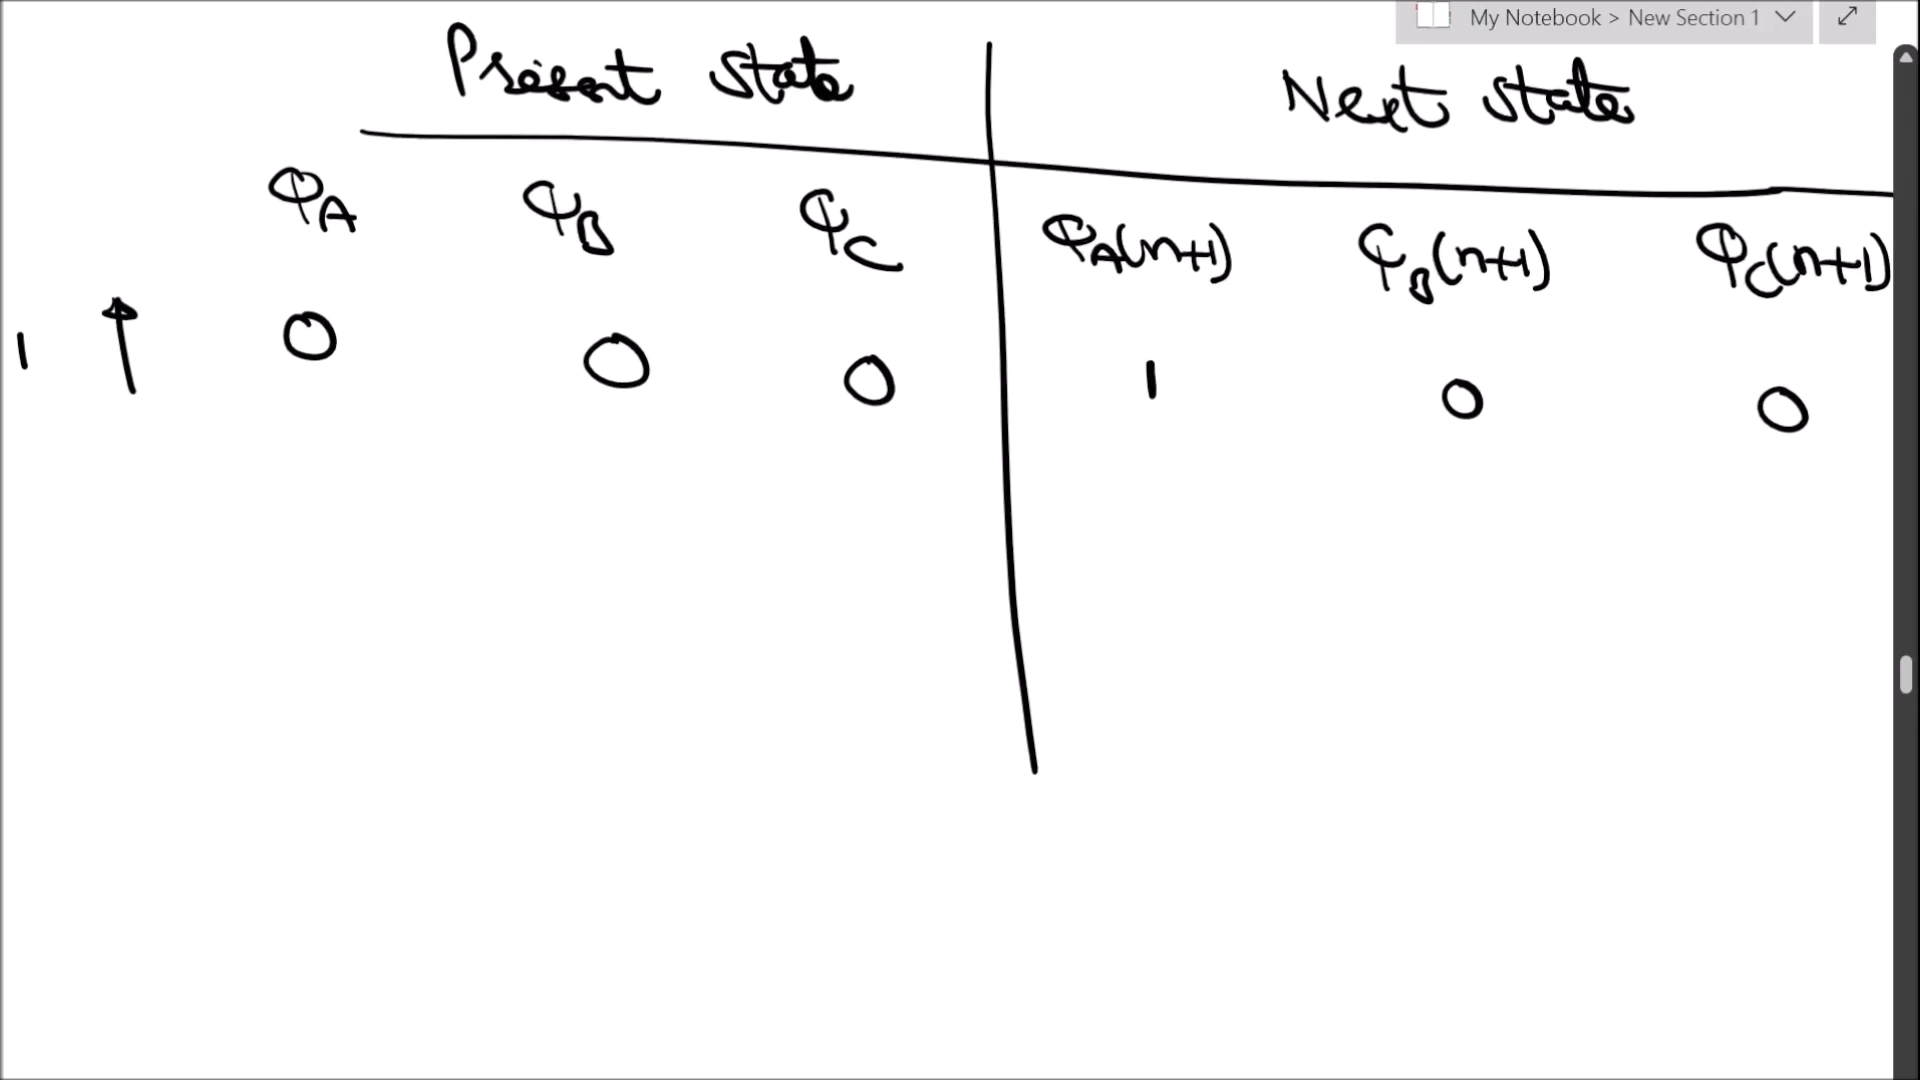 My Notebook > New Section 1
Present state Next state
QA QB QC QA(n+1) QB(n+1) QC(n+1)
1 ↑ 0 0 0 1 0 0